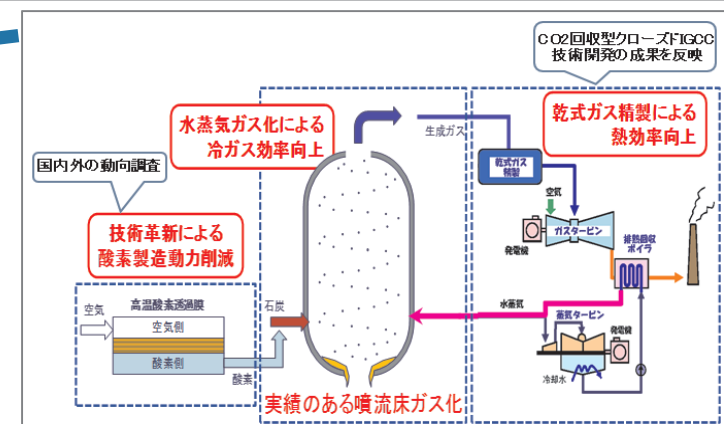 CO2回収型クローズドIGCC
技術開発の成果を反映
水蒸気ガス化による
冷ガス効率向上
乾式ガス精製による
熱効率向上
国内外の動向調査
技術革新による
酸素製造動力削減
生成ガス
乾式ガス
精製
空気
ガスタービン
発電機
排熱回収
ボイラ
空気
高温酸素透過膜
空気側
酸素側
酸素
石炭
水蒸気
蒸気タービン
発電機
冷却水
実績のある噴流床ガス化